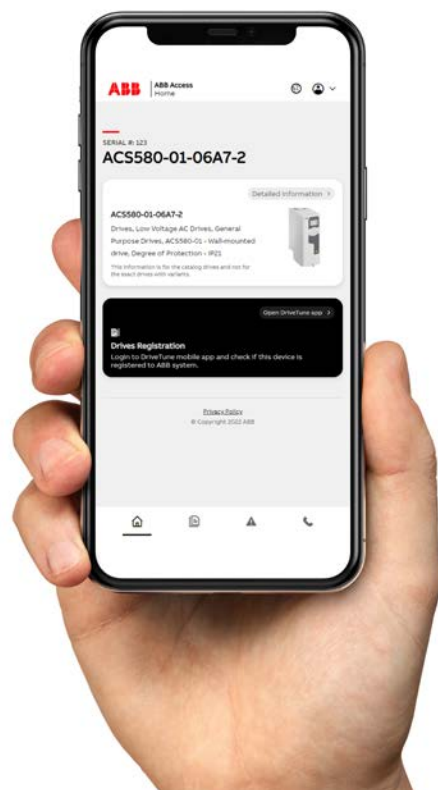 ABB
ABB Access
Home
SERIAL #: 123
ACS580-01-06A7-2
Detailed information >
ACS580-01-06A7-2
Drives, Low Voltage AC Drives, General
Purpose Drives, ACS580-01 - Wall-mounted
drive, Degree of Protection - IP21
This information is for the catalog drives and not for
the exact drives with variants.
Open DriveTune app >
Drives Registration
Login to DriveTune mobile app and check if this device is
registered to ABB system.
Privacy Policy
© Copyright 2022 ABB